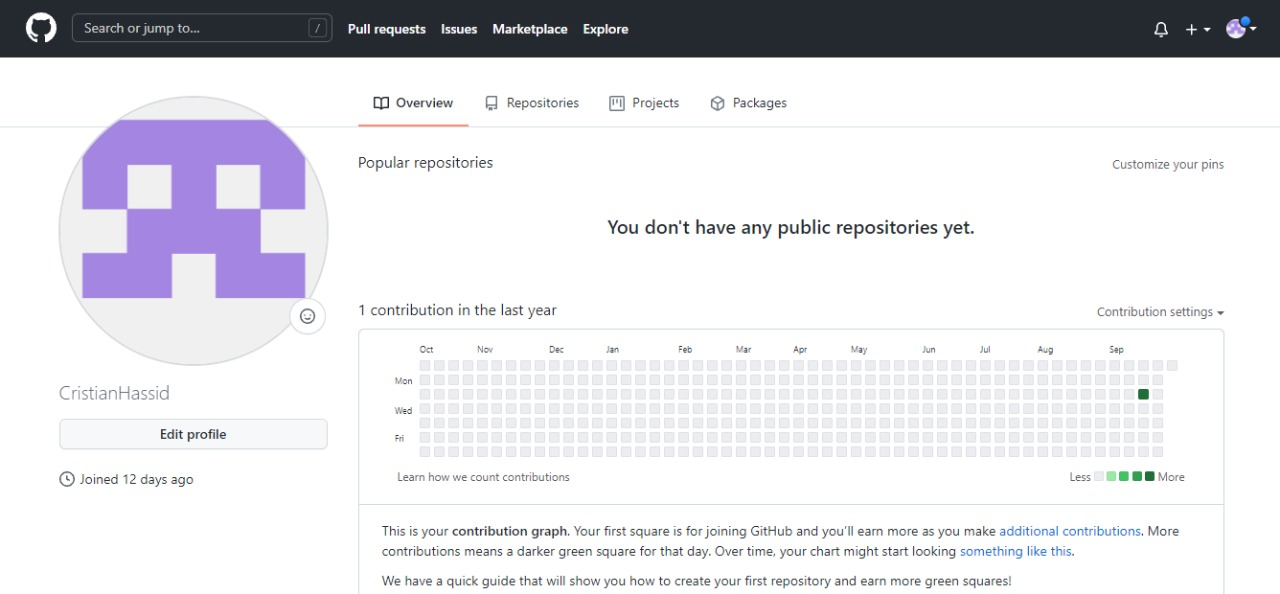 Search or jump to...
/
Pull requests
Issues
Marketplace
Explore
Overview
Repositories
Projects
Packages
CristianHassid
Edit profile
Joined 12 days ago
Popular repositories
Customize your pins
You don't have any public repositories yet.
1 contribution in the last year
Contribution settings
Oct Nov Dec Jan Feb Mar Apr May Jun Jul Aug Sep
Mon
Wed
Fri
Learn how we count contributions
Less
More
This is your contribution graph. Your first square is for joining GitHub and you’ll earn more as you make additional contributions. More
contributions means a darker green square for that day. Over time, your chart might start looking something like this.
We have a quick guide that will show you how to create your first repository and earn more green squares!